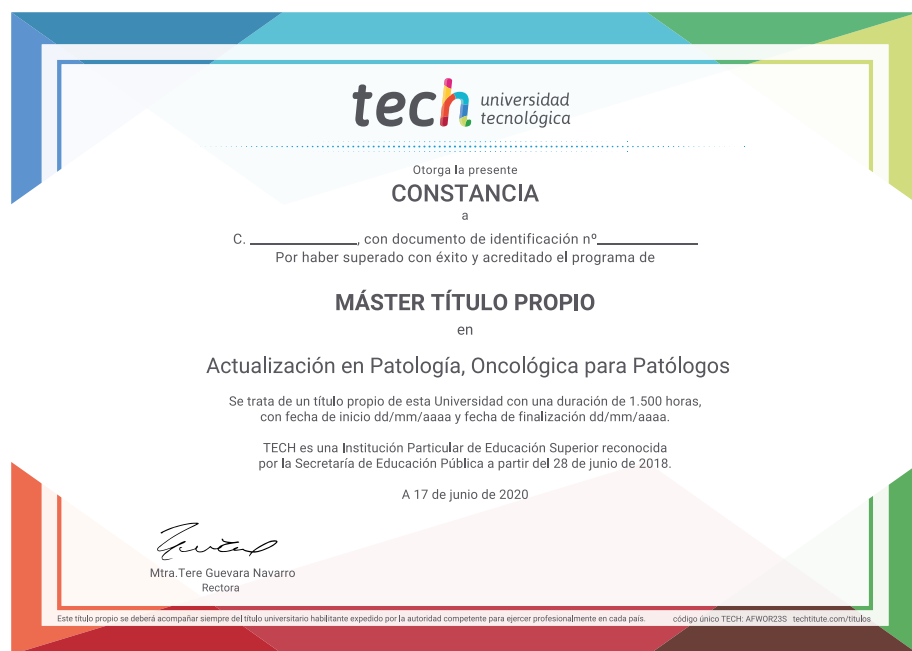 tech universidad
tecnológica
Otorga la presente
CONSTANCIA
a
C. ______________, con documento de identificación nº______________
Por haber superado con éxito y acreditado el programa de
MÁSTER TÍTULO PROPIO
en
Actualización en Patología, Oncológica para Patólogos
Se trata de un título propio de esta Universidad con una duración de 1.500 horas,
con fecha de inicio dd/mm/aaaa y fecha de finalización dd/mm/aaaa.
TECH es una Institución Particular de Educación Superior reconocida
por la Secretaría de Educación Pública a partir del 28 de junio de 2018.
A 17 de junio de 2020
Mtra.Tere Guevara Navarro
Rectora
Este título propio se deberá acompañar siempre del título universitario habilitante expedido por la autoridad competente para ejercer profesionalmente en cada país. código único TECH: AFWOR23S techtitute.com/titulos